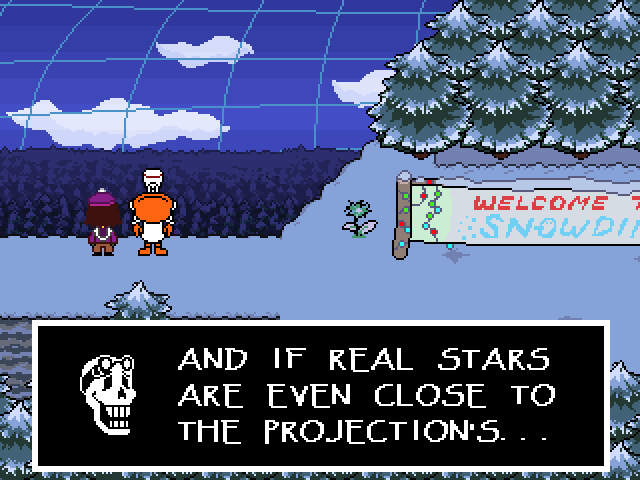 WELCOME T
SNOWDI
AND IF REAL STARS
ARE EVEN CLOSE TO
THE PROJECTION'S...